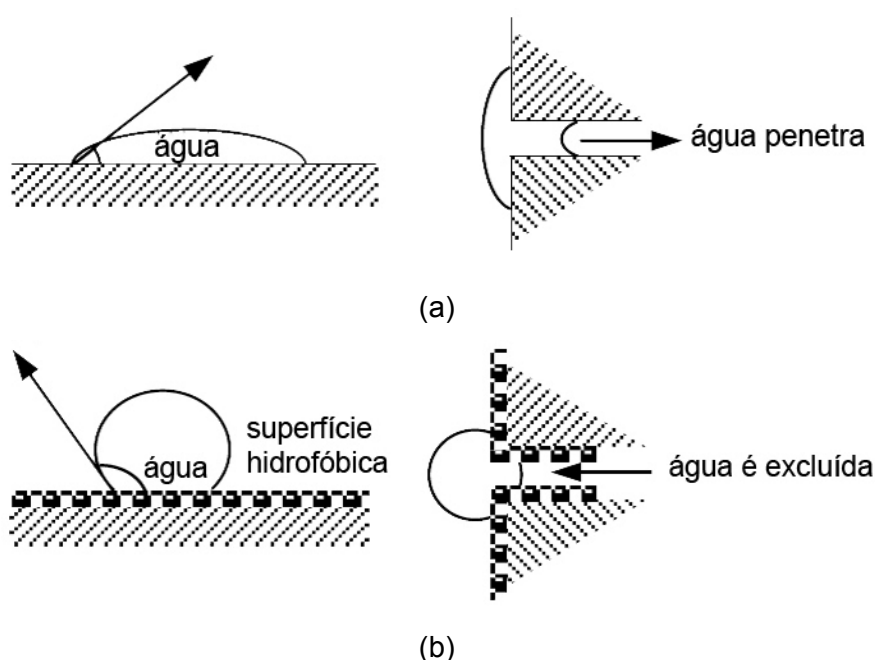 água
água penetra
(a)
água
superfície
hidrofóbica
água é excluída
(b)